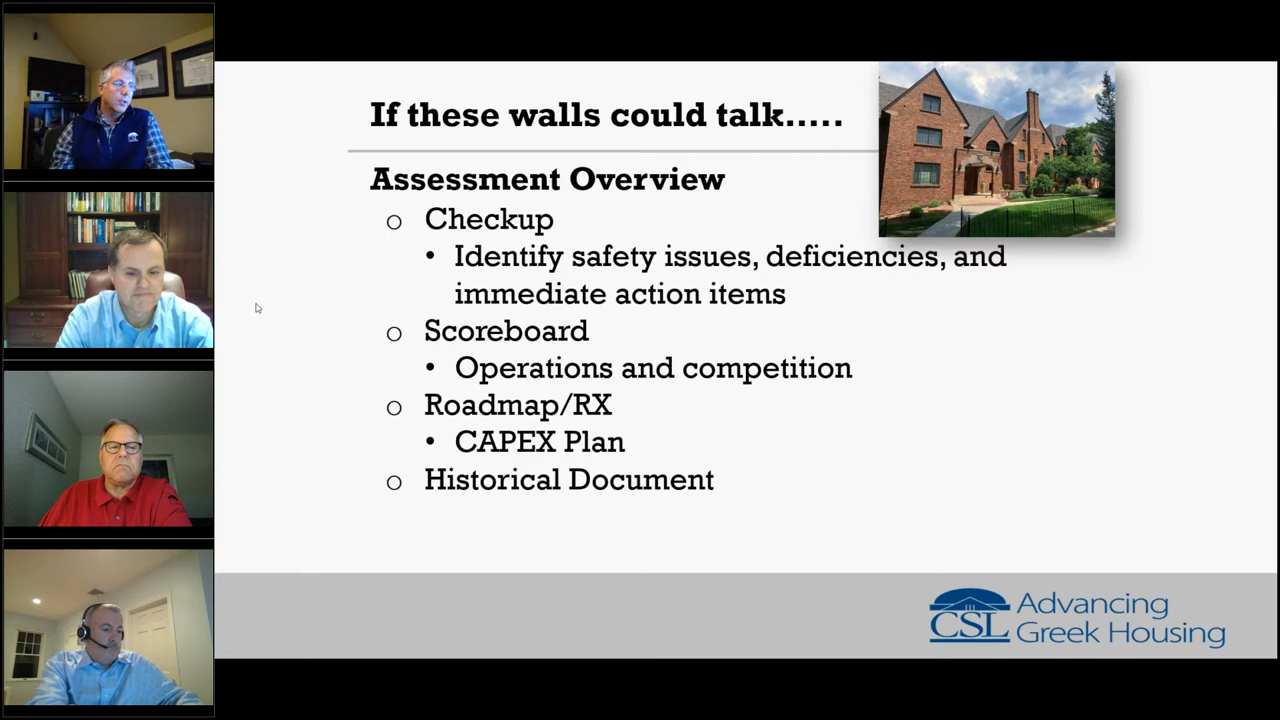 If these walls could talk.....
Assessment Overview
o Checkup
• Identify safety issues, deficiencies, and
immediate action items
o Scoreboard
• Operations and competition
o Roadmap/RX
• CAPEX Plan
o Historical Document
CSL Advancing
Greek Housing